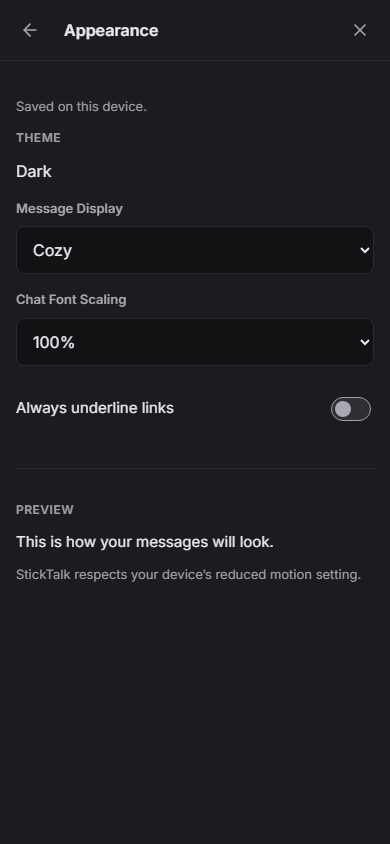 Appearance
Saved on this device.
THEME
Dark
Message Display
Cozy
Chat Font Scaling
100%
Always underline links
PREVIEW
This is how your messages will look.
StickTalk respects your device's reduced motion setting.